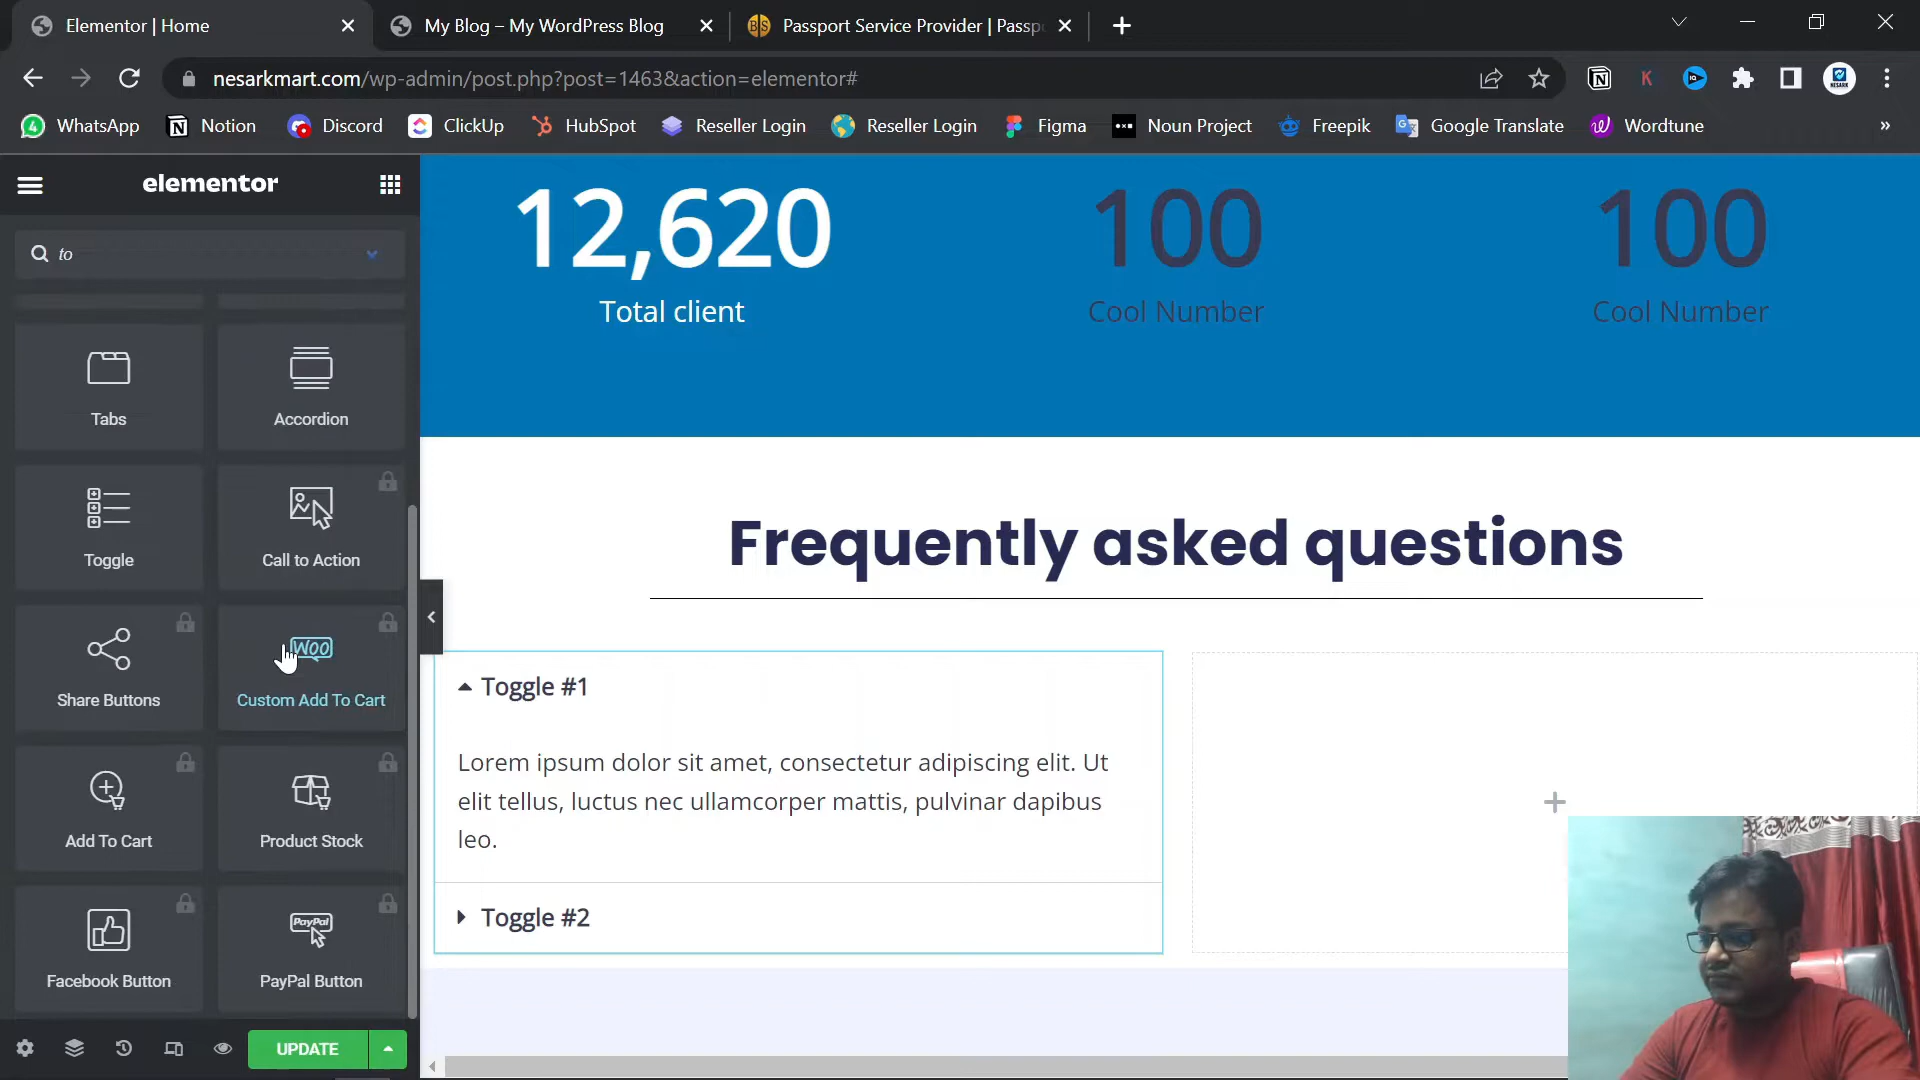 Elementor | Home
My Blog – My WordPress Blog
Passport Service Provider | Passp
nesarkmart.com/wp-admin/post.php?post=1463&action=elementor#
WhatsApp
Notion
Discord
ClickUp
HubSpot
Reseller Login
Reseller Login
Figma
Noun Project
Freepik
Google Translate
Wordtune
elementor
to
Tabs
Accordion
Toggle
Call to Action
Share Buttons
WOO
Custom Add To Cart
Add To Cart
Product Stock
Facebook Button
PayPal
PayPal Button
UPDATE
12,620
Total client
100
Cool Number
100
Cool Number
Frequently asked questions
Toggle #1
Lorem ipsum dolor sit amet, consectetur adipiscing elit. Ut
elit tellus, luctus nec ullamcorper mattis, pulvinar dapibus
leo.
Toggle #2